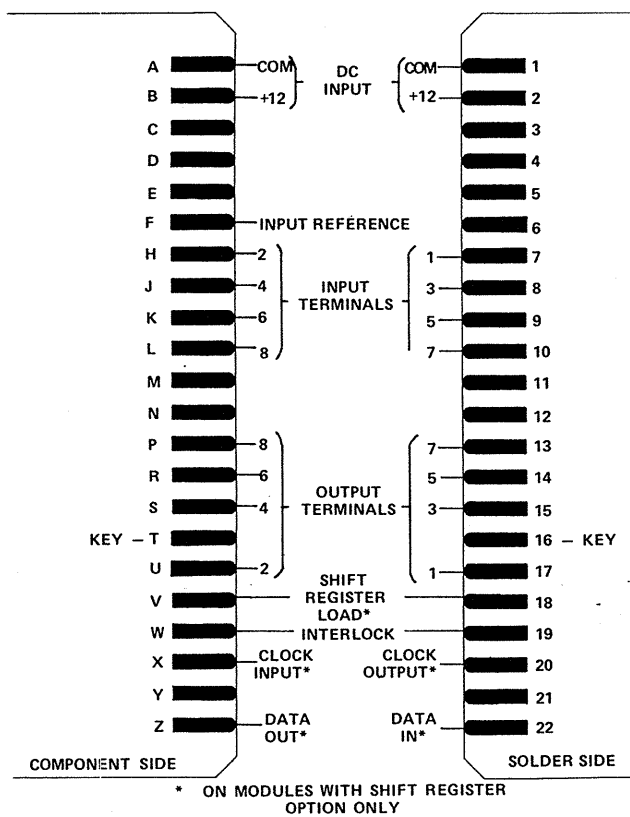 A COM DC INPUT COM 1
B +12 +12 2
C 3
D 4
E 5
F INPUT REFERENCE 6
H 2 1 7
J 4 INPUT TERMINALS 3 8
K 6 5 9
L 8 7 10
M 11
N 12
P 8 7 13
R 6 5 14
S 4 OUTPUT TERMINALS 3 15
KEY – T 16 – KEY
U 2 1 17
V SHIFT REGISTER LOAD* 18
W INTERLOCK 19
X CLOCK INPUT* CLOCK OUTPUT* 20
Y 21
Z DATA OUT* DATA IN* 22
COMPONENT SIDE SOLDER SIDE
* ON MODULES WITH SHIFT REGISTER
OPTION ONLY